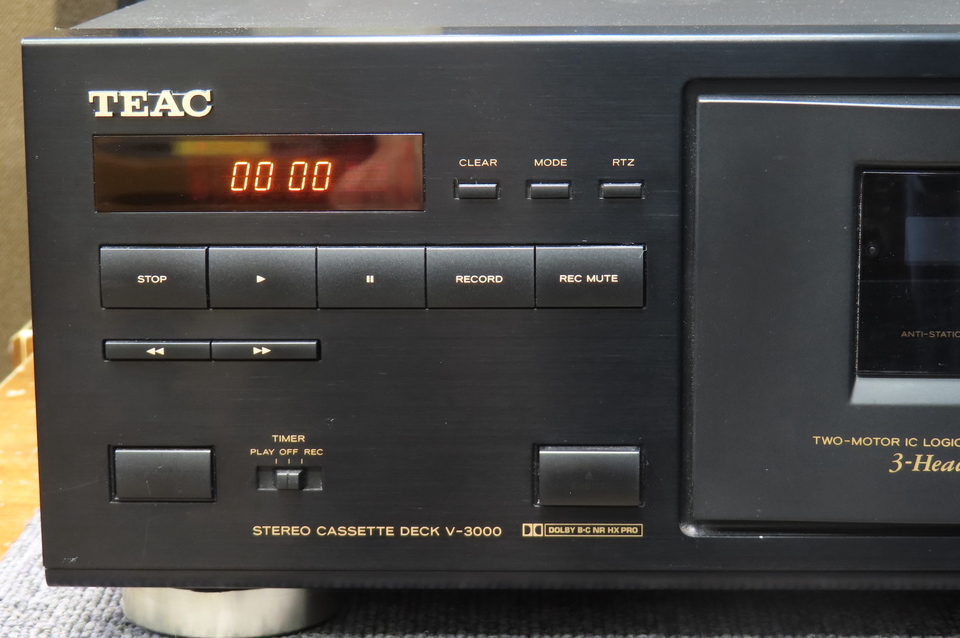 TEAC
00 00
CLEAR MODE RTZ
STOP ▶ ⏸ RECORD REC MUTE
◀◀ ▶▶
TIMER
PLAY OFF REC
STEREO CASSETTE DECK V-3000
DOLBY B-C NR HX PRO
ANTI-STATIC
TWO-MOTOR IC LOGIC
3-Head